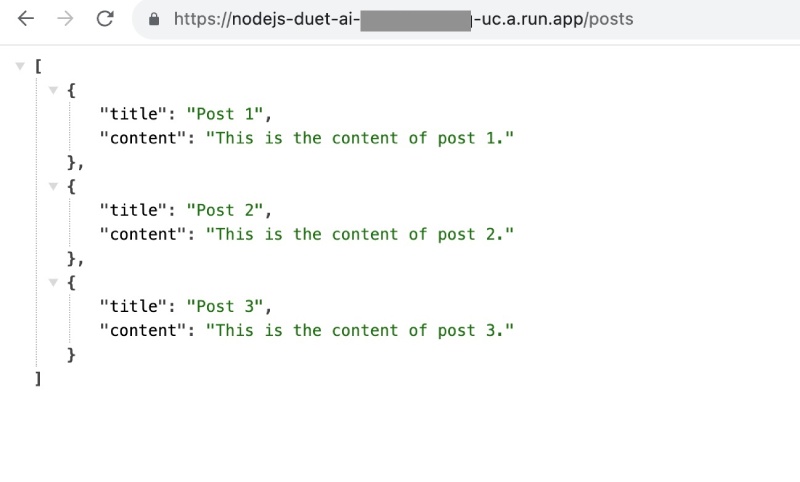 https://nodejs-duet-ai--uc.a.run.app/posts
[
{
"title": "Post 1",
"content": "This is the content of post 1."
},
{
"title": "Post 2",
"content": "This is the content of post 2."
},
{
"title": "Post 3",
"content": "This is the content of post 3."
}
]